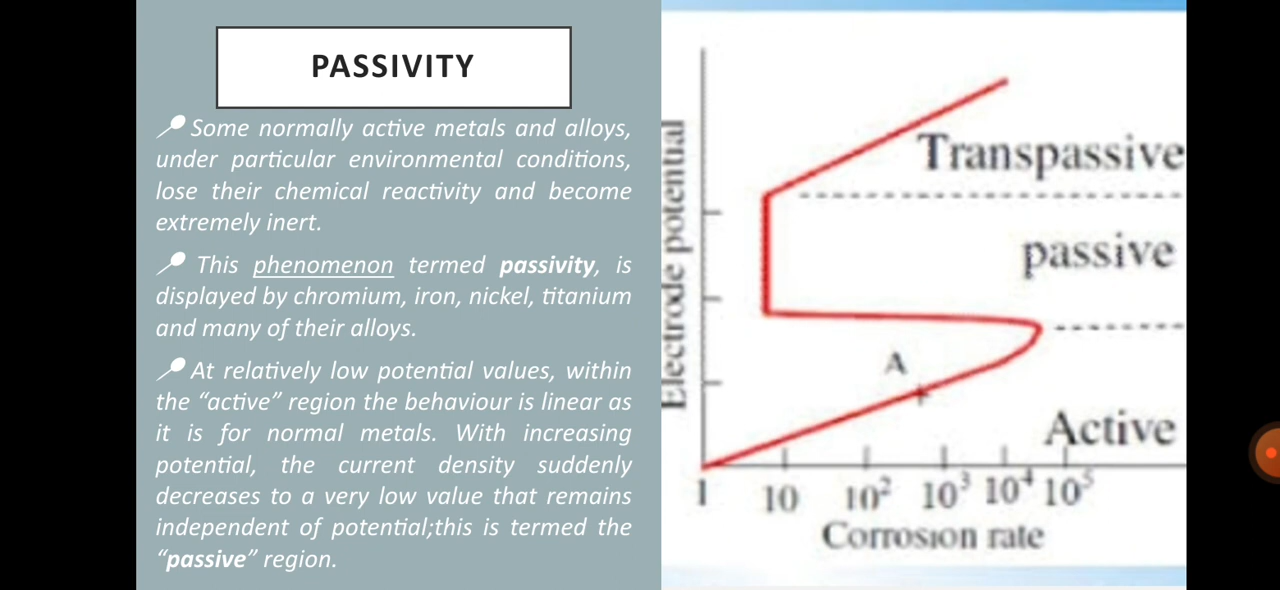 PASSIVITY
Some normally active metals and alloys,
under particular environmental conditions,
lose their chemical reactivity and become
extremely inert.
This phenomenon termed passivity, is
displayed by chromium, iron, nickel, titanium
and many of their alloys.
At relatively low potential values, within
the “active” region the behaviour is linear as
it is for normal metals. With increasing
potential, the current density suddenly
decreases to a very low value that remains
independent of potential;this is termed the
“passive” region.
Electrode potential
Transpassive
passive
A
Active
1 10 10² 10³ 10⁴ 10⁵
Corrosion rate